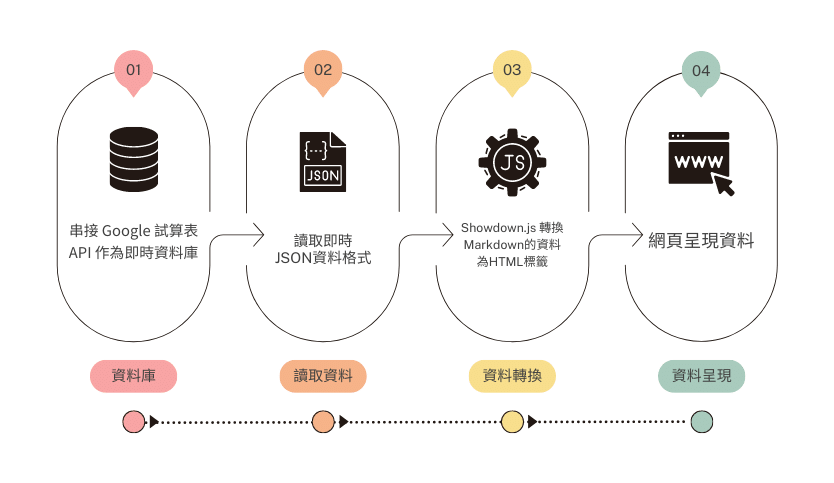 01
02
03
04
{...}
JSON
JS
WWW
串接 Google 試算表
API 作為即時資料庫
讀取即時
JSON資料格式
Showdown.js 轉換
Markdown的資料
為HTML標籤
網頁呈現資料
資料庫
讀取資料
資料轉換
資料呈現